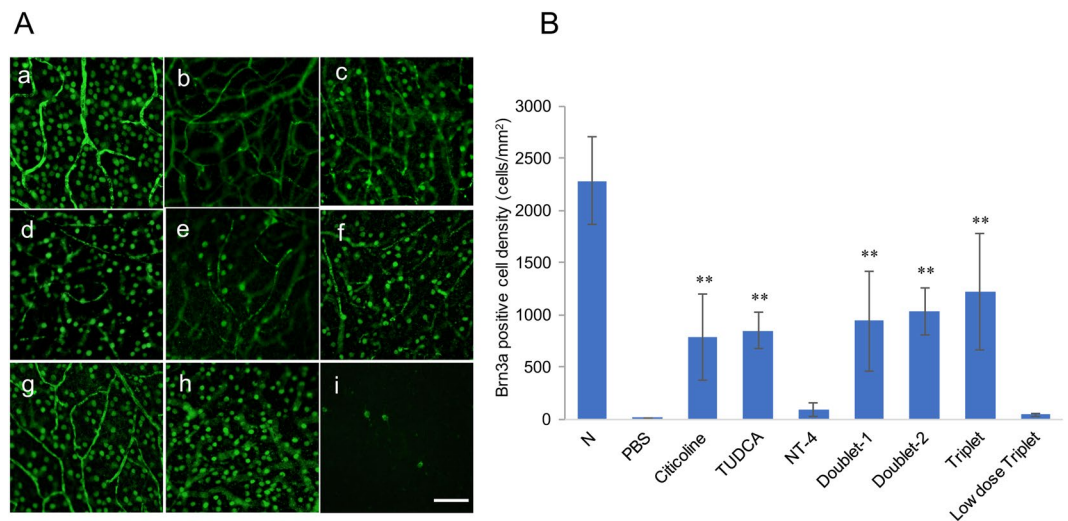 A
a
b
c
d
e
f
g
h
i
B
Brn3a positive cell density (cells/mm²)
3000
2500
2000
1500
1000
500
0
**
**
**
**
**
N
PBS
Citicoline
TUDCA
NT-4
Doublet-1
Doublet-2
Triplet
Low dose Triplet